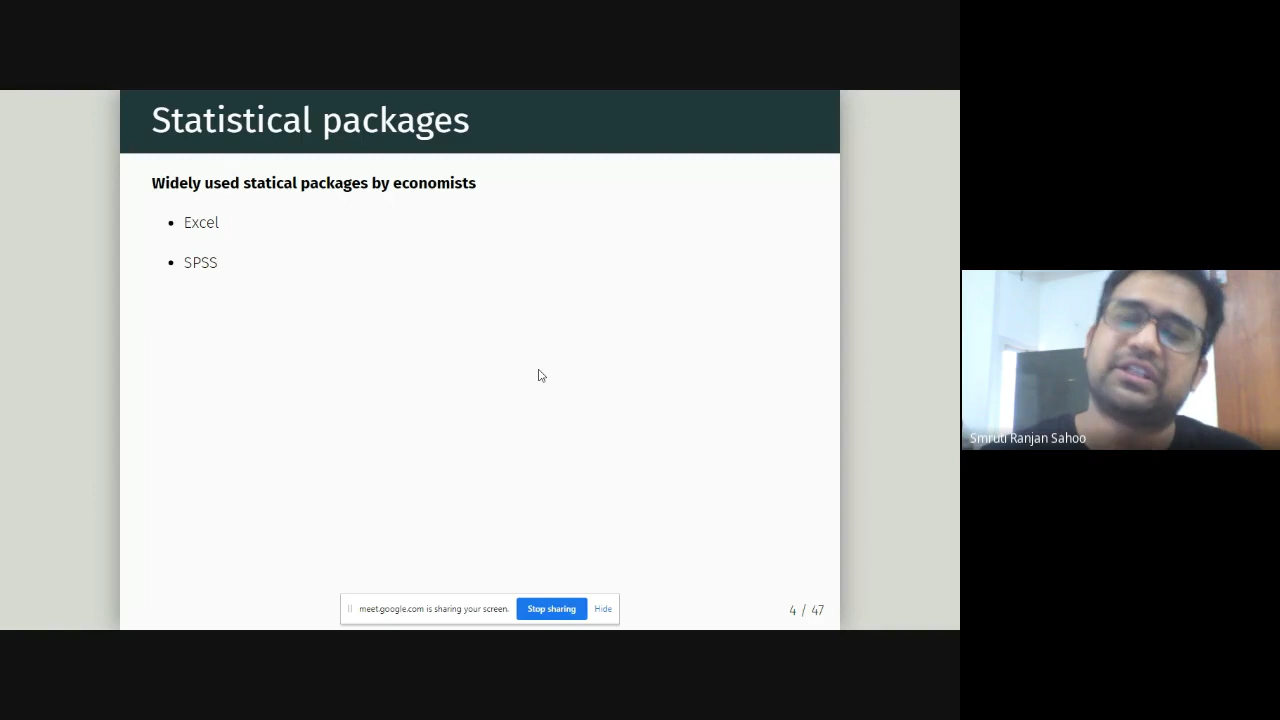 Statistical packages
Widely used statical packages by economists
Excel
SPSS
meet.google.com is sharing your screen. Stop sharing Hide
4 / 47
Smruti Ranjan Sahoo